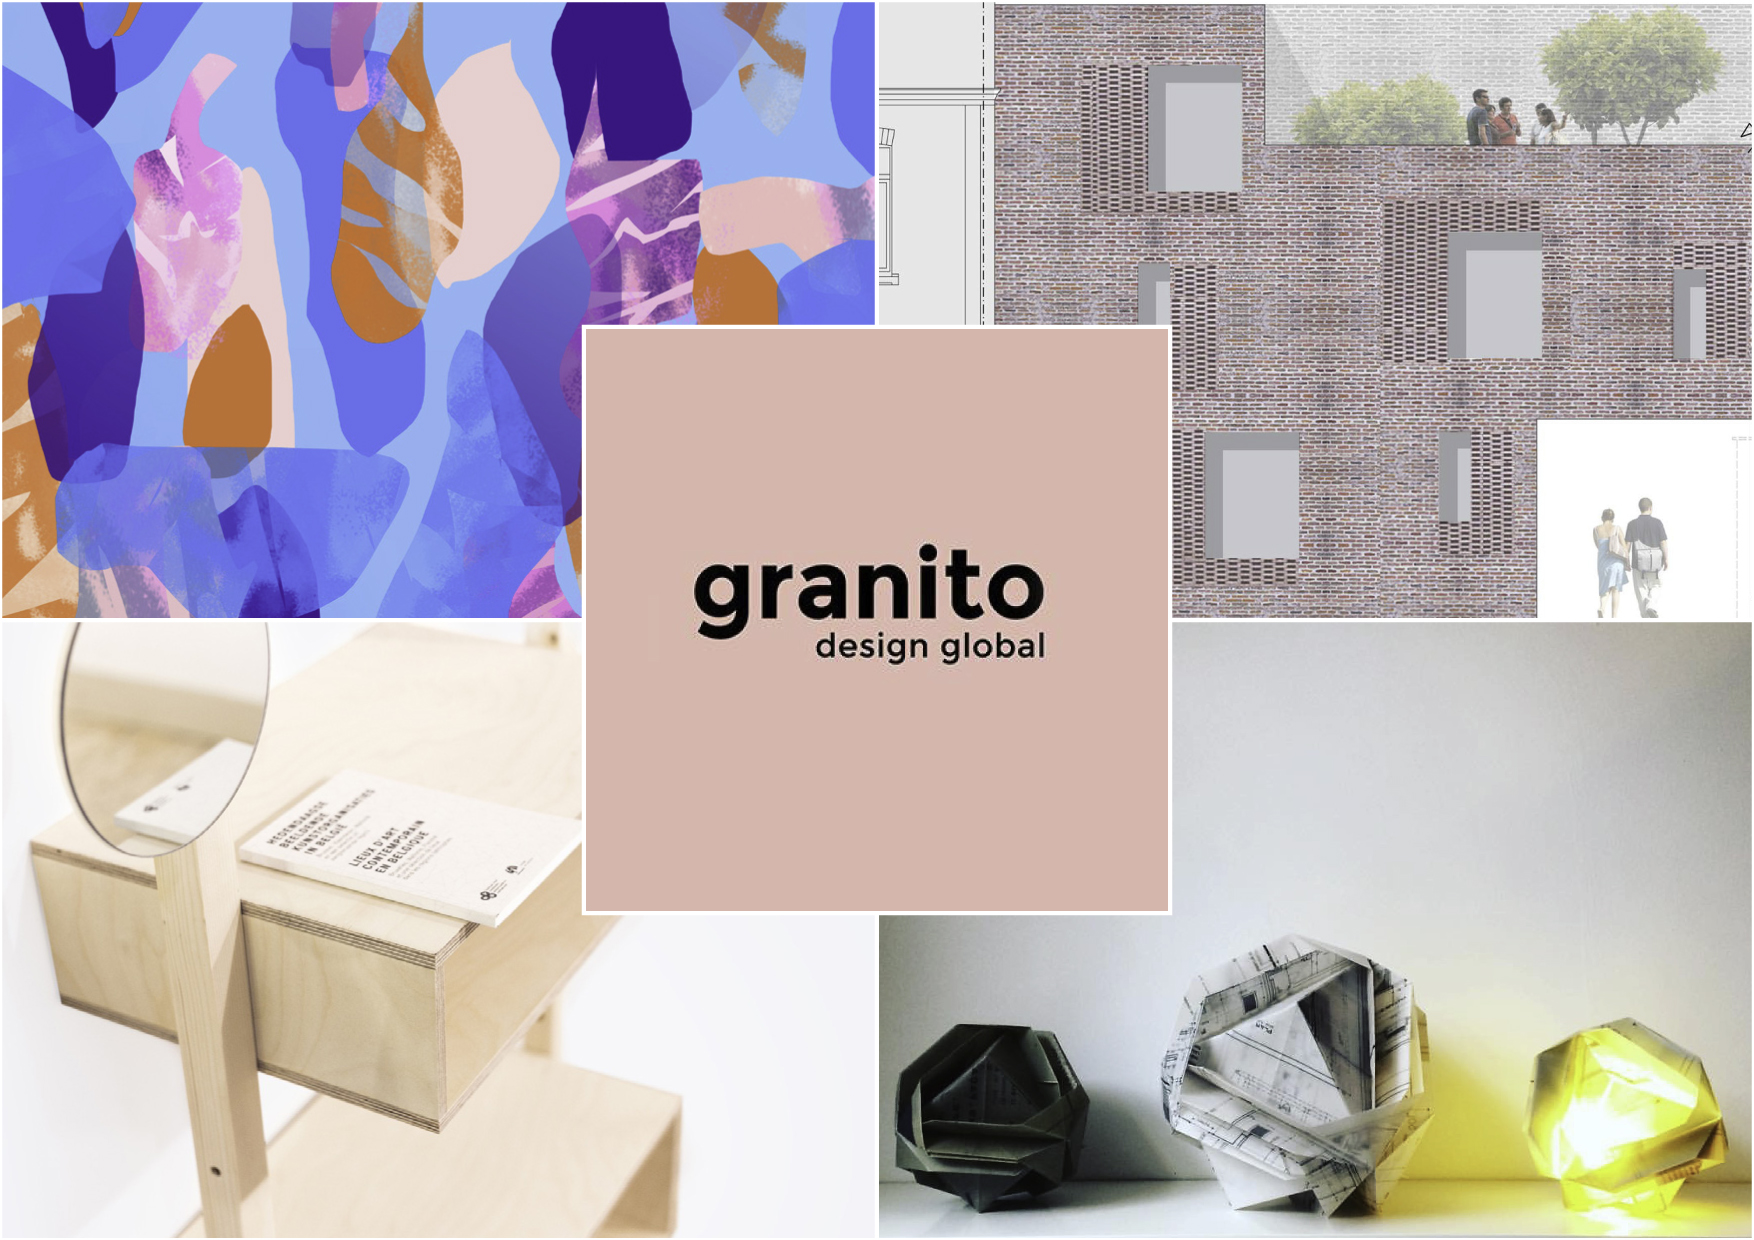 granito
design global
HEDENDAAGSE
BEELDENDE
KUNSTORGANISATIES
IN BELGIË
LIEUX D'ART
CONTEMPORAIN
EN BELGIQUE